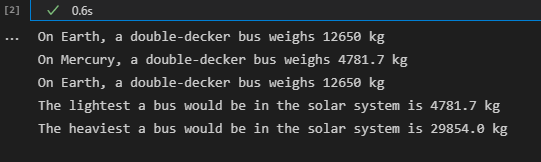 [2] 0.6s
... On Earth, a double-decker bus weighs 12650 kg
On Mercury, a double-decker bus weighs 4781.7 kg
On Earth, a double-decker bus weighs 12650 kg
The lightest a bus would be in the solar system is 4781.7 kg
The heaviest a bus would be in the solar system is 29854.0 kg